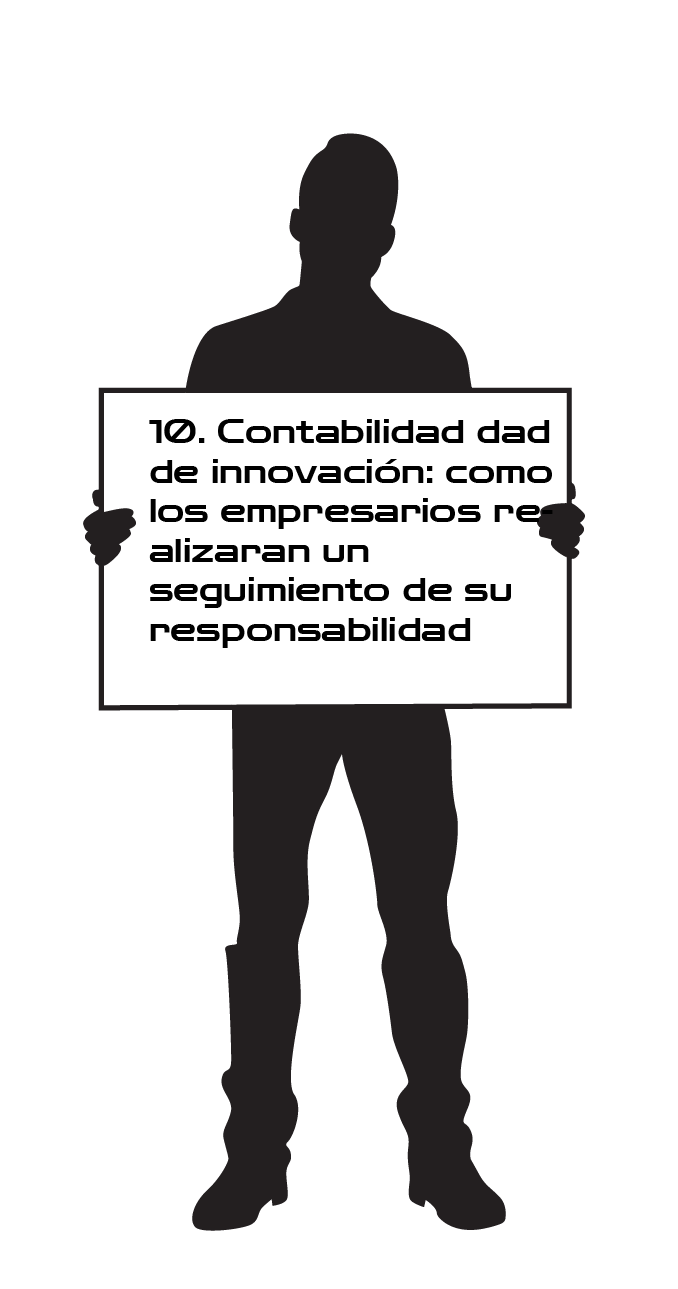 10. Contabilidad dad
de innovación: como
los empresarios re-
alizaran un
seguimiento de su
responsabilidad